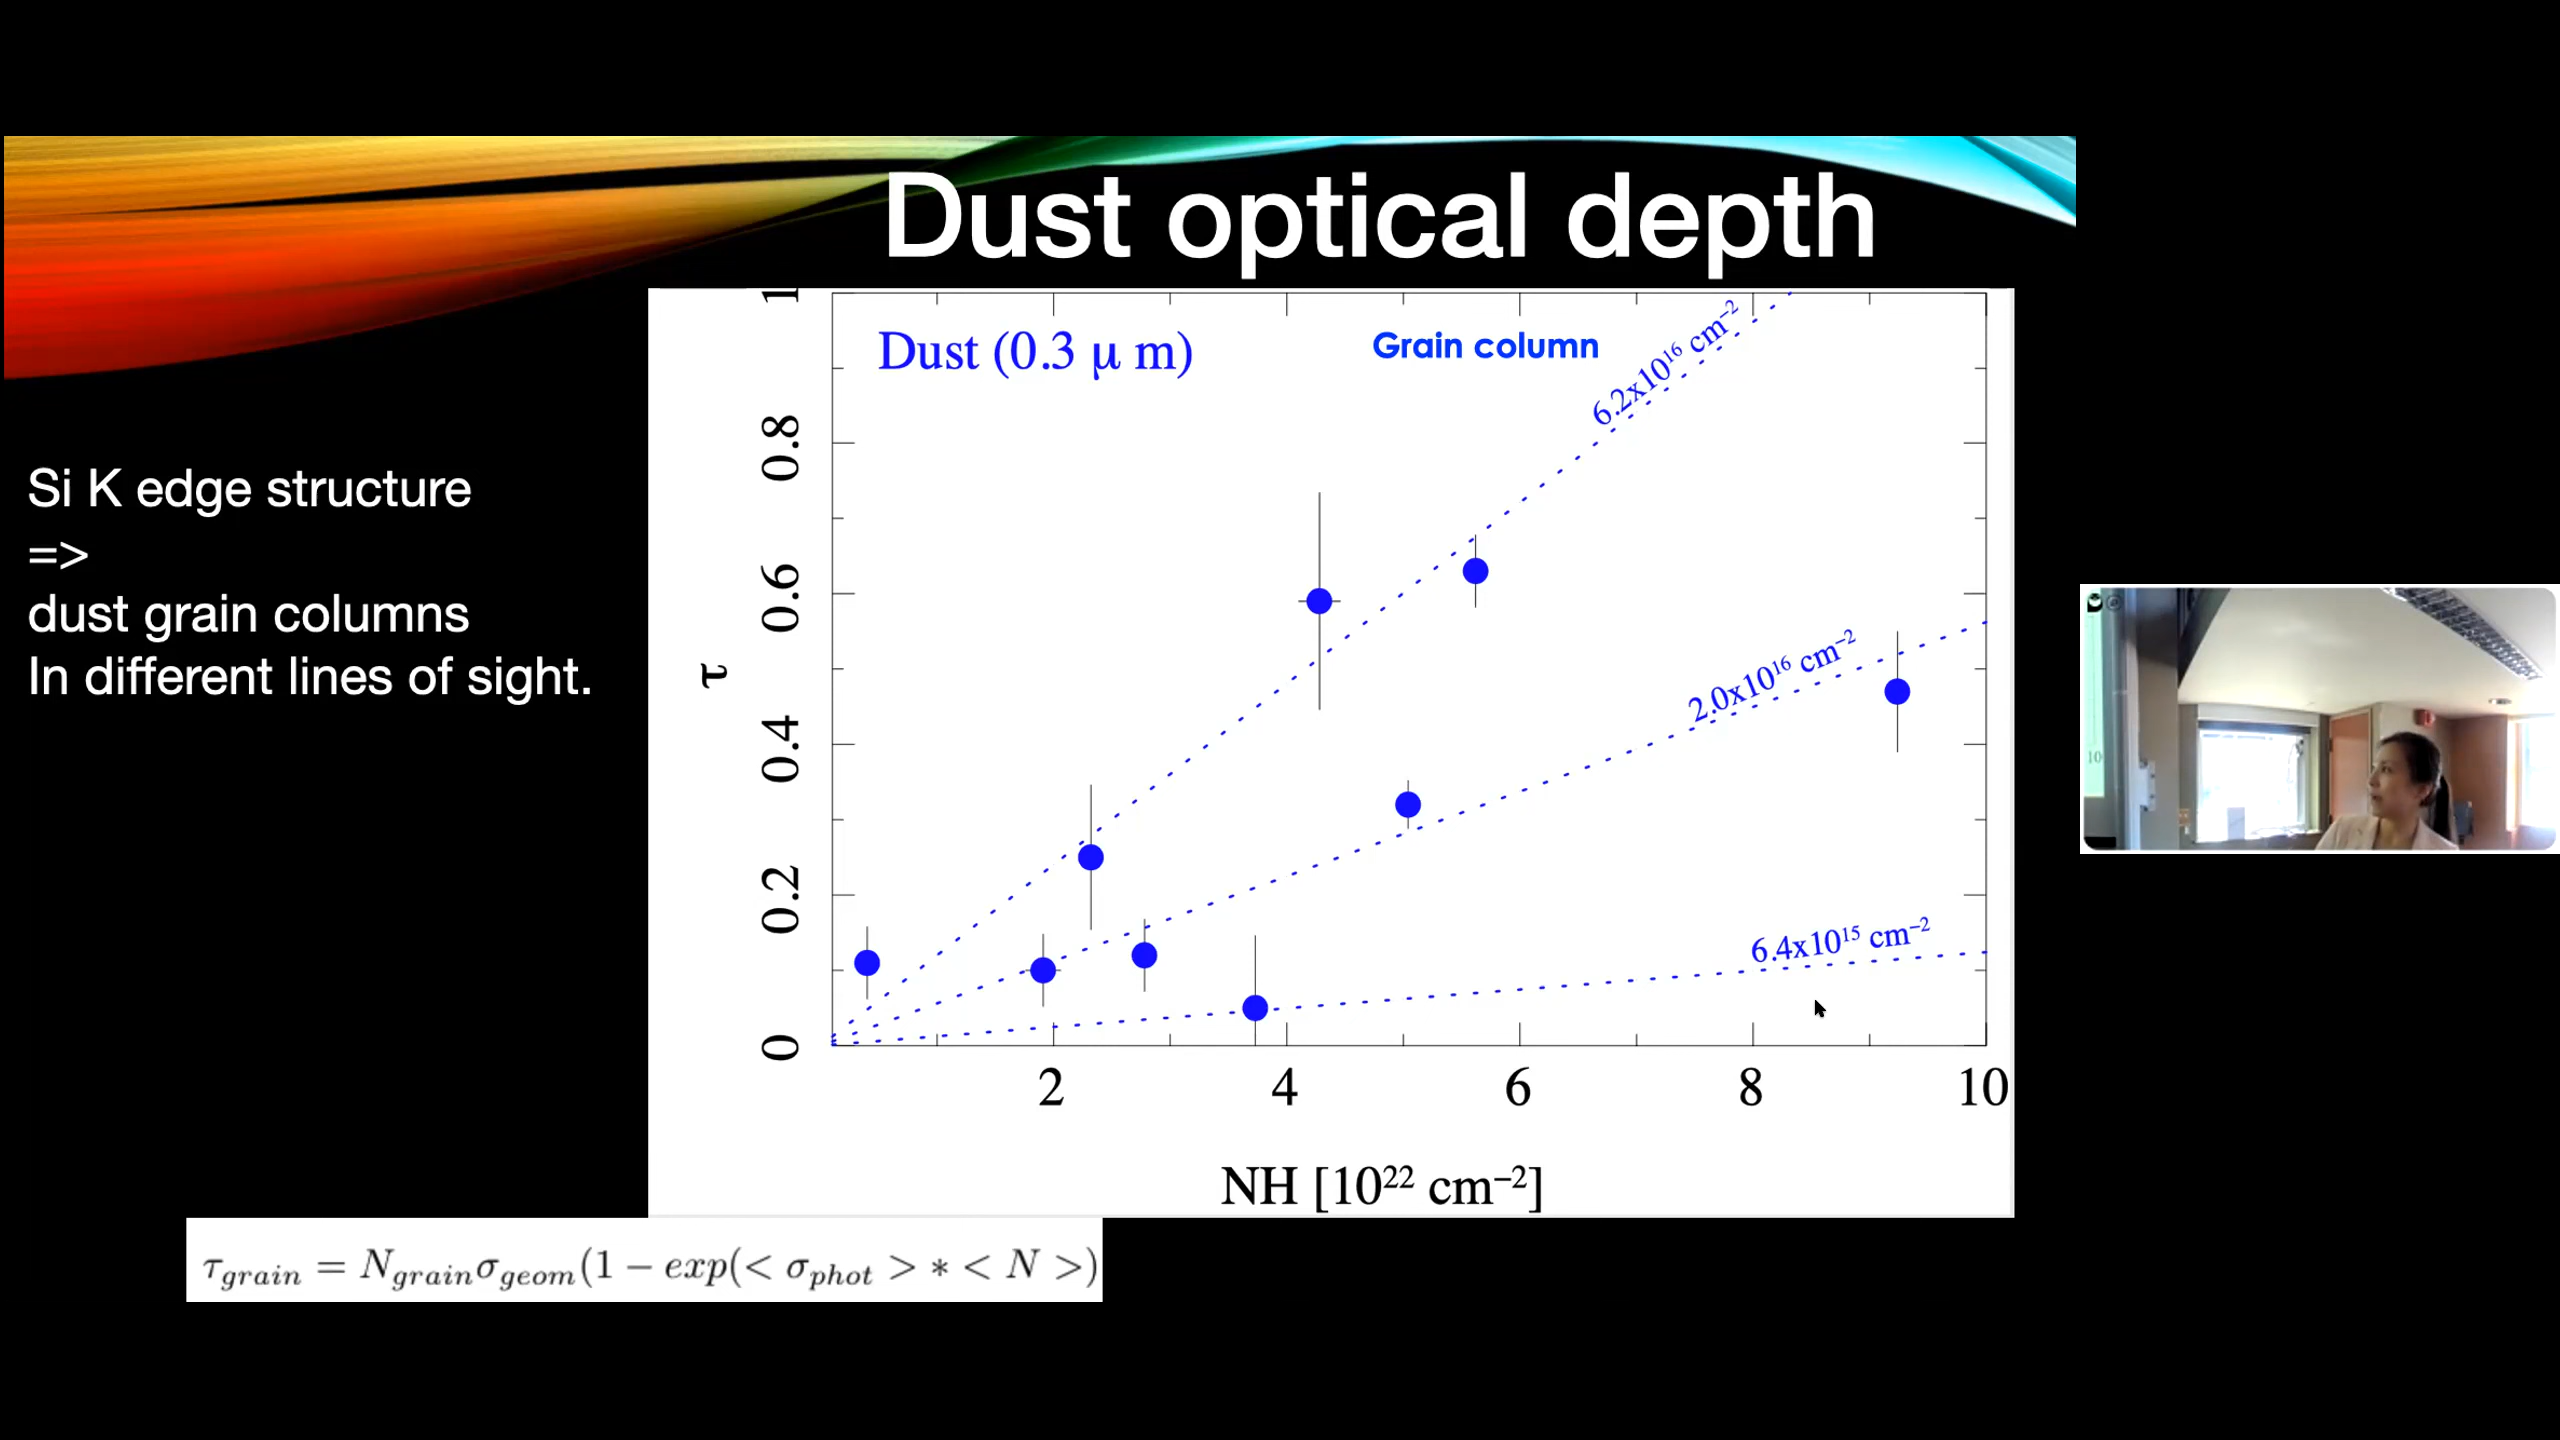 Dust optical depth
Si K edge structure
=>
dust grain columns
In different lines of sight.
Dust (0.3 μ m)
Grain column
6.2x10¹⁶ cm⁻²
2.0x10¹⁶ cm⁻²
6.4x10¹⁵ cm⁻²
1
0.8
0.6
0.4
0.2
0
τ
2 4 6 8 10
NH [10²² cm⁻²]
τ_grain = N_grain σ_geom (1 − exp(< σ_phot > * < N >)
10